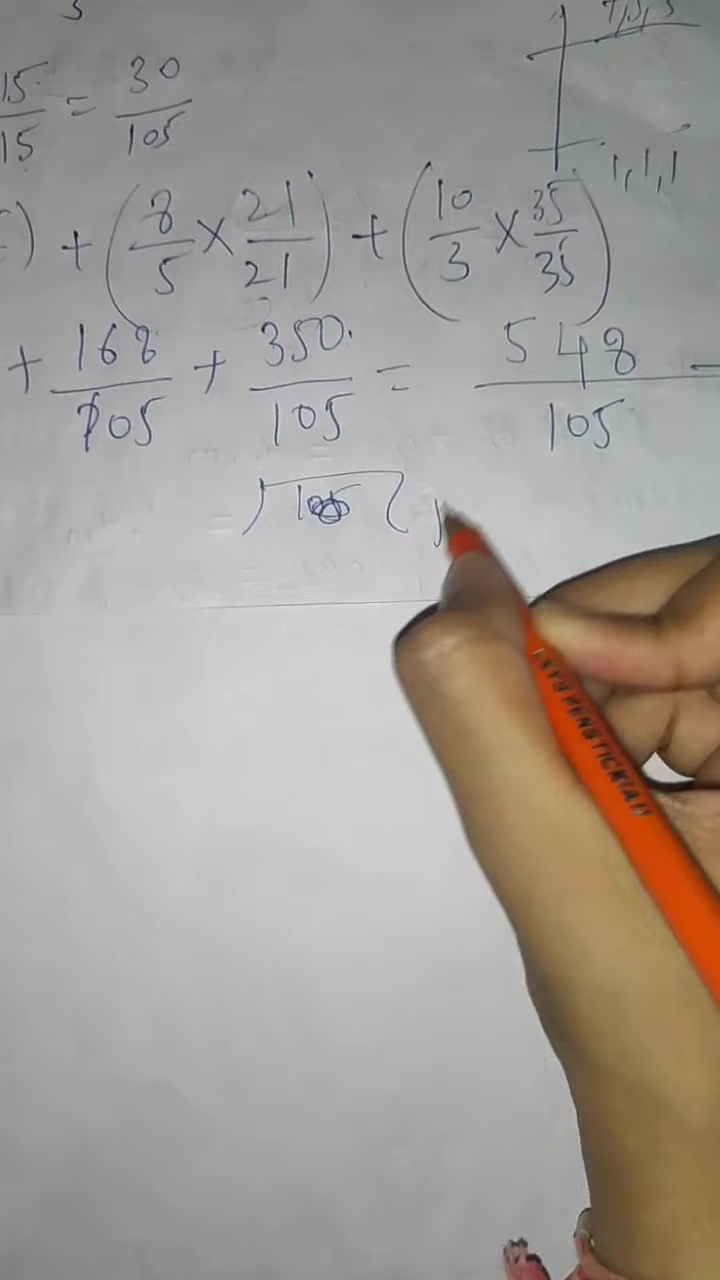 15/15 = 30/105
) + (8/5 × 21/21) + (10/3 × 35/35)
1,1,1
+ 168/105 + 350/105 = 548/105